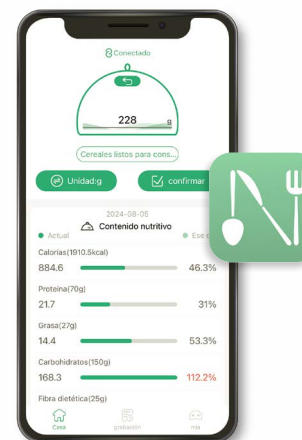 Conectado
228
g
Cereales listos para cons...
Unidad:g
confirmar
2024-08-05
Contenido nutritivo
Actual
Ese
Calorías(1910.5kcal)
884.6 46.3%
Proteína(70g)
21.7 31%
Grasa(27g)
14.4 53.3%
Carbohidratos(150g)
168.3 112.2%
Fibra dietética(25g)
Casa grabación mía